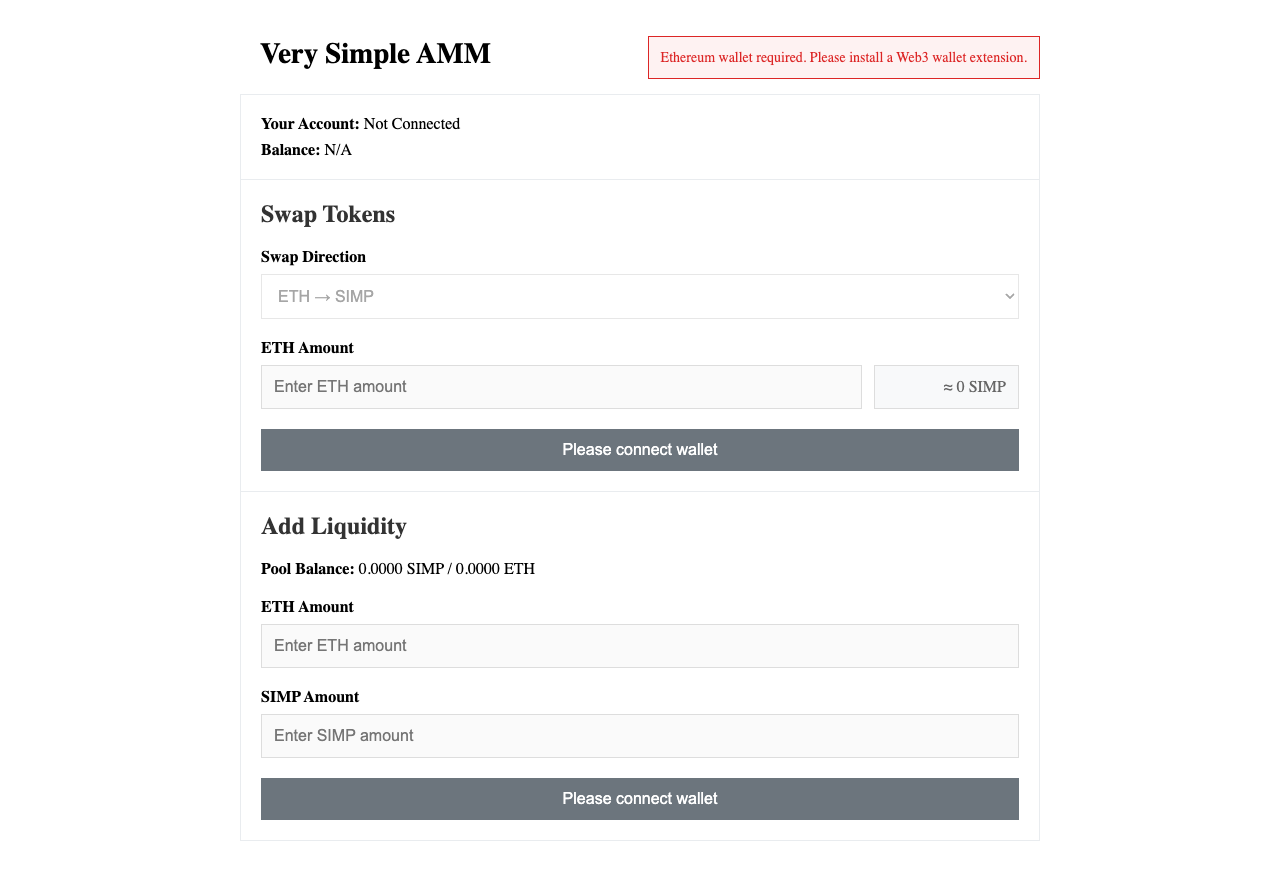 Very Simple AMM
Ethereum wallet required. Please install a Web3 wallet extension.
Your Account: Not Connected
Balance: N/A
Swap Tokens
Swap Direction
ETH → SIMP
ETH Amount
Enter ETH amount
≈ 0 SIMP
Please connect wallet
Add Liquidity
Pool Balance: 0.0000 SIMP / 0.0000 ETH
ETH Amount
Enter ETH amount
SIMP Amount
Enter SIMP amount
Please connect wallet